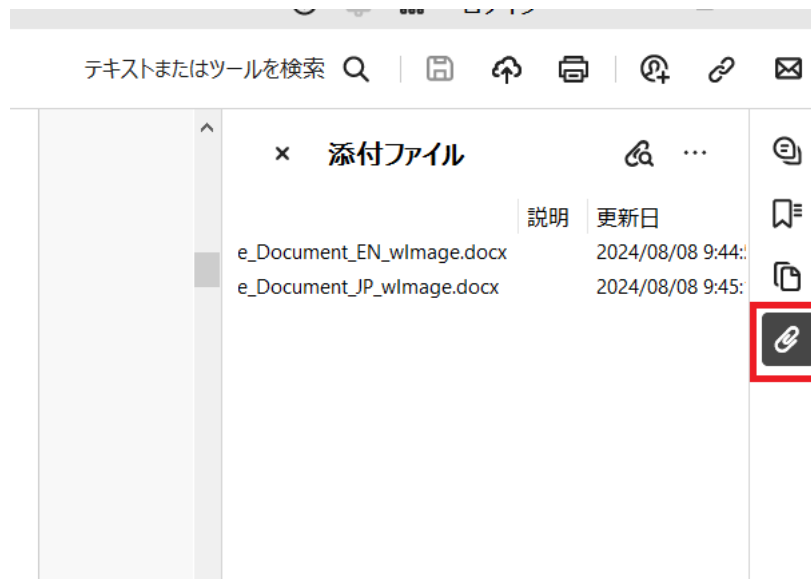 テキストまたはツールを検索
添付ファイル
説明 更新日
e_Document_EN_wImage.docx 2024/08/08 9:44:
e_Document_JP_wImage.docx 2024/08/08 9:45: